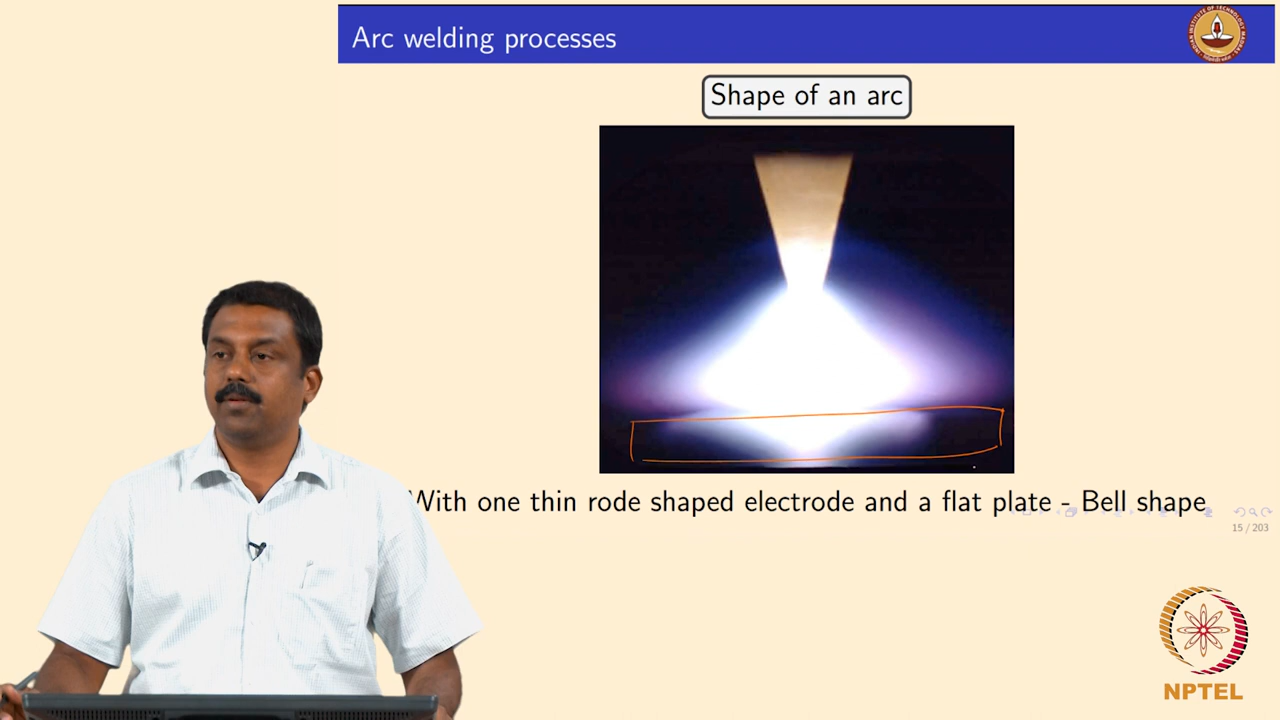 Arc welding processes
Shape of an arc
With one thin rode shaped electrode and a flat plate - Bell shape
15 / 203
NPTEL